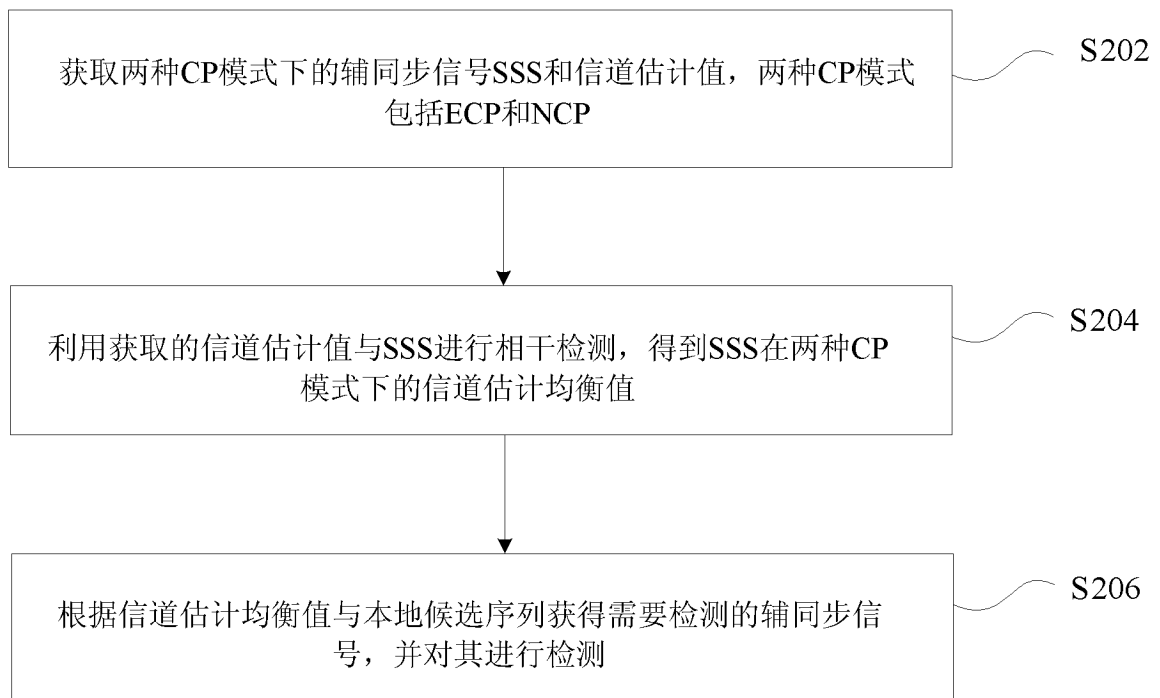 获取两种CP模式下的辅同步信号SSS和信道估计值，两种CP模式
包括ECP和NCP
S202
利用获取的信道估计值与SSS进行相干检测，得到SSS在两种CP
模式下的信道估计均衡值
S204
根据信道估计均衡值与本地候选序列获得需要检测的辅同步信
号，并对其进行检测
S206